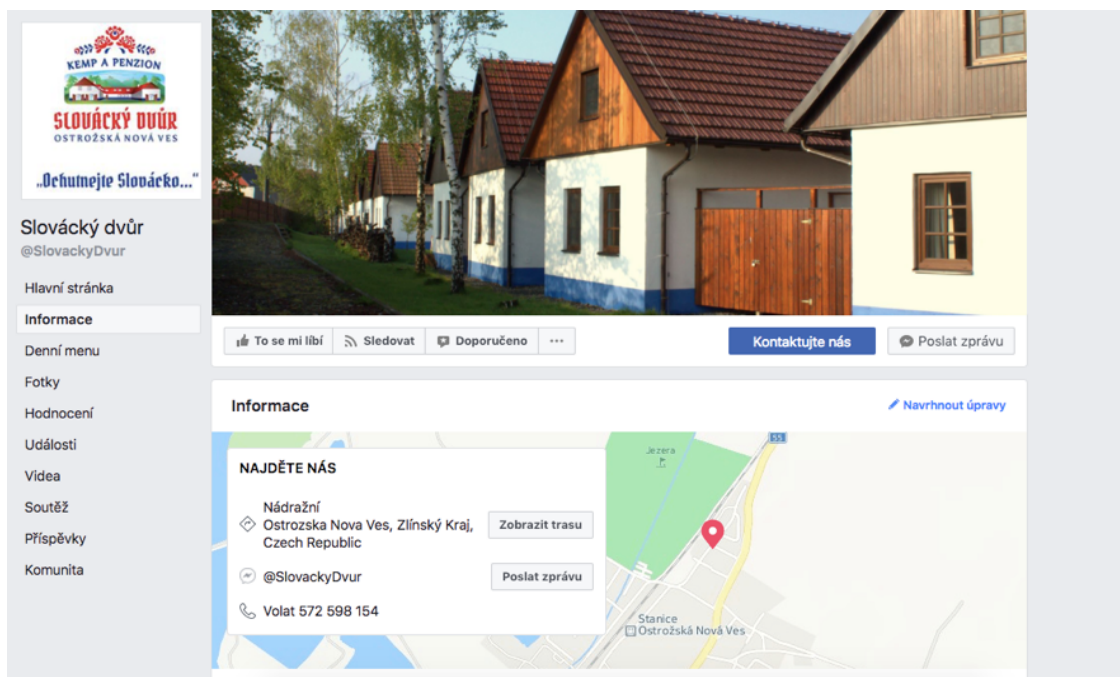 KEMP A PENZION
SLOVÁCKÝ DVŮR
OSTROŽSKÁ NOVÁ VES
„Ochutnejte Slovácko..."
Slovácký dvůr
@SlovackyDvur
Hlavní stránka
Informace
Denní menu
Fotky
Hodnocení
Události
Videa
Soutěž
Příspěvky
Komunita
To se mi líbí
Sledovat
Doporučeno
...
Kontaktujte nás
Poslat zprávu
Informace
Navrhnout úpravy
NAJDĚTE NÁS
Nádražní
Ostrozska Nova Ves, Zlínský Kraj,
Czech Republic
Zobrazit trasu
@SlovackyDvur
Poslat zprávu
Volat 572 598 154
Jezera
55
Stanice
Ostrožská Nová Ves